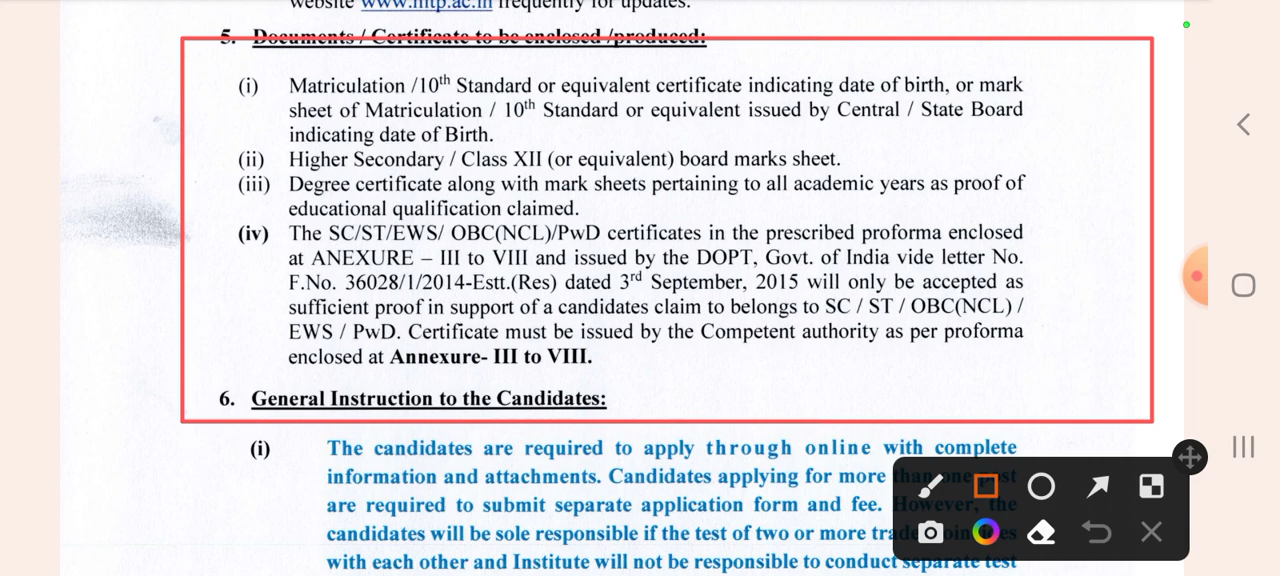 website www.nitp.ac.in frequently for updates.
5. Documents / Certificate to be enclosed /produced:
(i) Matriculation /10th Standard or equivalent certificate indicating date of birth, or mark
sheet of Matriculation / 10th Standard or equivalent issued by Central / State Board
indicating date of Birth.
(ii) Higher Secondary / Class XII (or equivalent) board marks sheet.
(iii) Degree certificate along with mark sheets pertaining to all academic years as proof of
educational qualification claimed.
(iv) The SC/ST/EWS/ OBC(NCL)/PwD certificates in the prescribed proforma enclosed
at ANEXURE – III to VIII and issued by the DOPT, Govt. of India vide letter No.
F.No. 36028/1/2014-Estt.(Res) dated 3rd September, 2015 will only be accepted as
sufficient proof in support of a candidates claim to belongs to SC / ST / OBC(NCL) /
EWS / PwD. Certificate must be issued by the Competent authority as per proforma
enclosed at Annexure- III to VIII.
6. General Instruction to the Candidates:
(i) The candidates are required to apply through online with complete
information and attachments. Candidates applying for more than one post
are required to submit separate application form and fee. However, the
candidates will be sole responsible if the test of two or more
with each other and Institute will not be responsible to conduct separate test